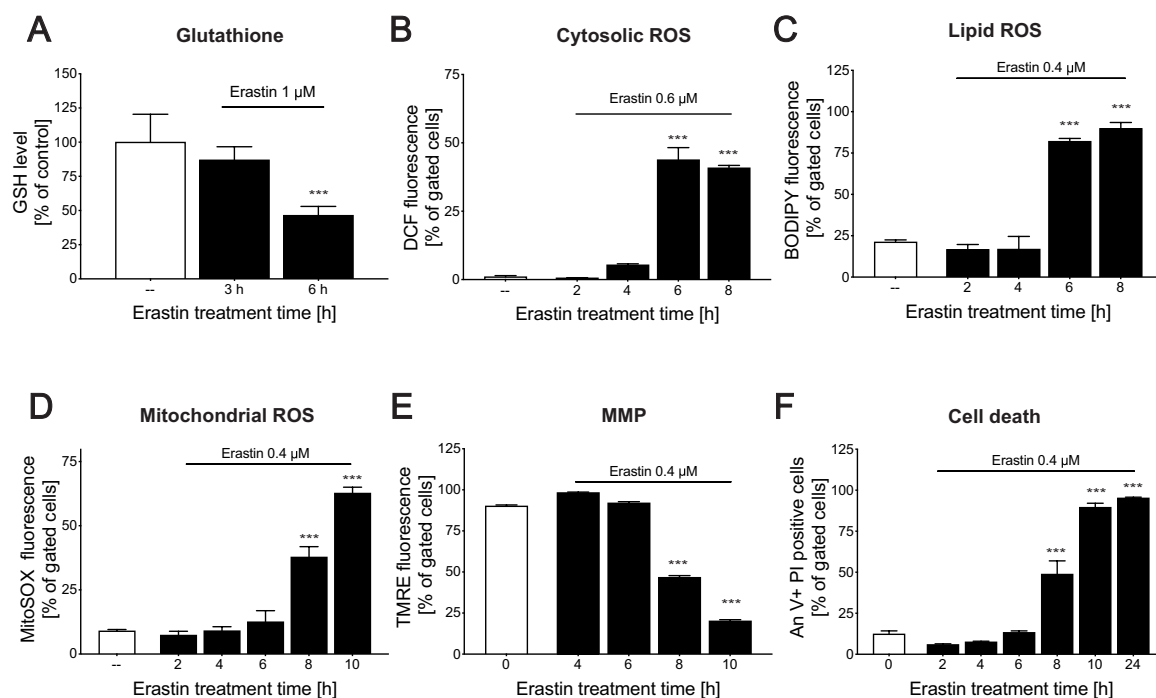 A
Glutathione
GSH level
[% of control]
150
125
100
75
50
25
0
Erastin 1 µM
***
--
3 h
6 h
Erastin treatment time [h]
B
Cytosolic ROS
DCF fluorescence
[% of gated cells]
75
50
25
0
Erastin 0.6 µM
***
***
--
2
4
6
8
Erastin treatment time [h]
C
Lipid ROS
BODIPY fluorescence
[% of gated cells]
125
100
75
50
25
0
Erastin 0.4 µM
***
***
--
2
4
6
8
Erastin treatment time [h]
D
Mitochondrial ROS
MitoSOX fluorescence
[% of gated cells]
75
50
25
0
Erastin 0.4 µM
***
***
--
2
4
6
8
10
Erastin treatment time [h]
E
MMP
TMRE fluorescence
[% of gated cells]
125
100
75
50
25
0
Erastin 0.4 µM
***
***
0
4
6
8
10
Erastin treatment time [h]
F
Cell death
An V+ PI positive cells
[% of gated cells]
125
100
75
50
25
0
Erastin 0.4 µM
***
***
***
0
2
4
6
8
10
24
Erastin treatment time [h]